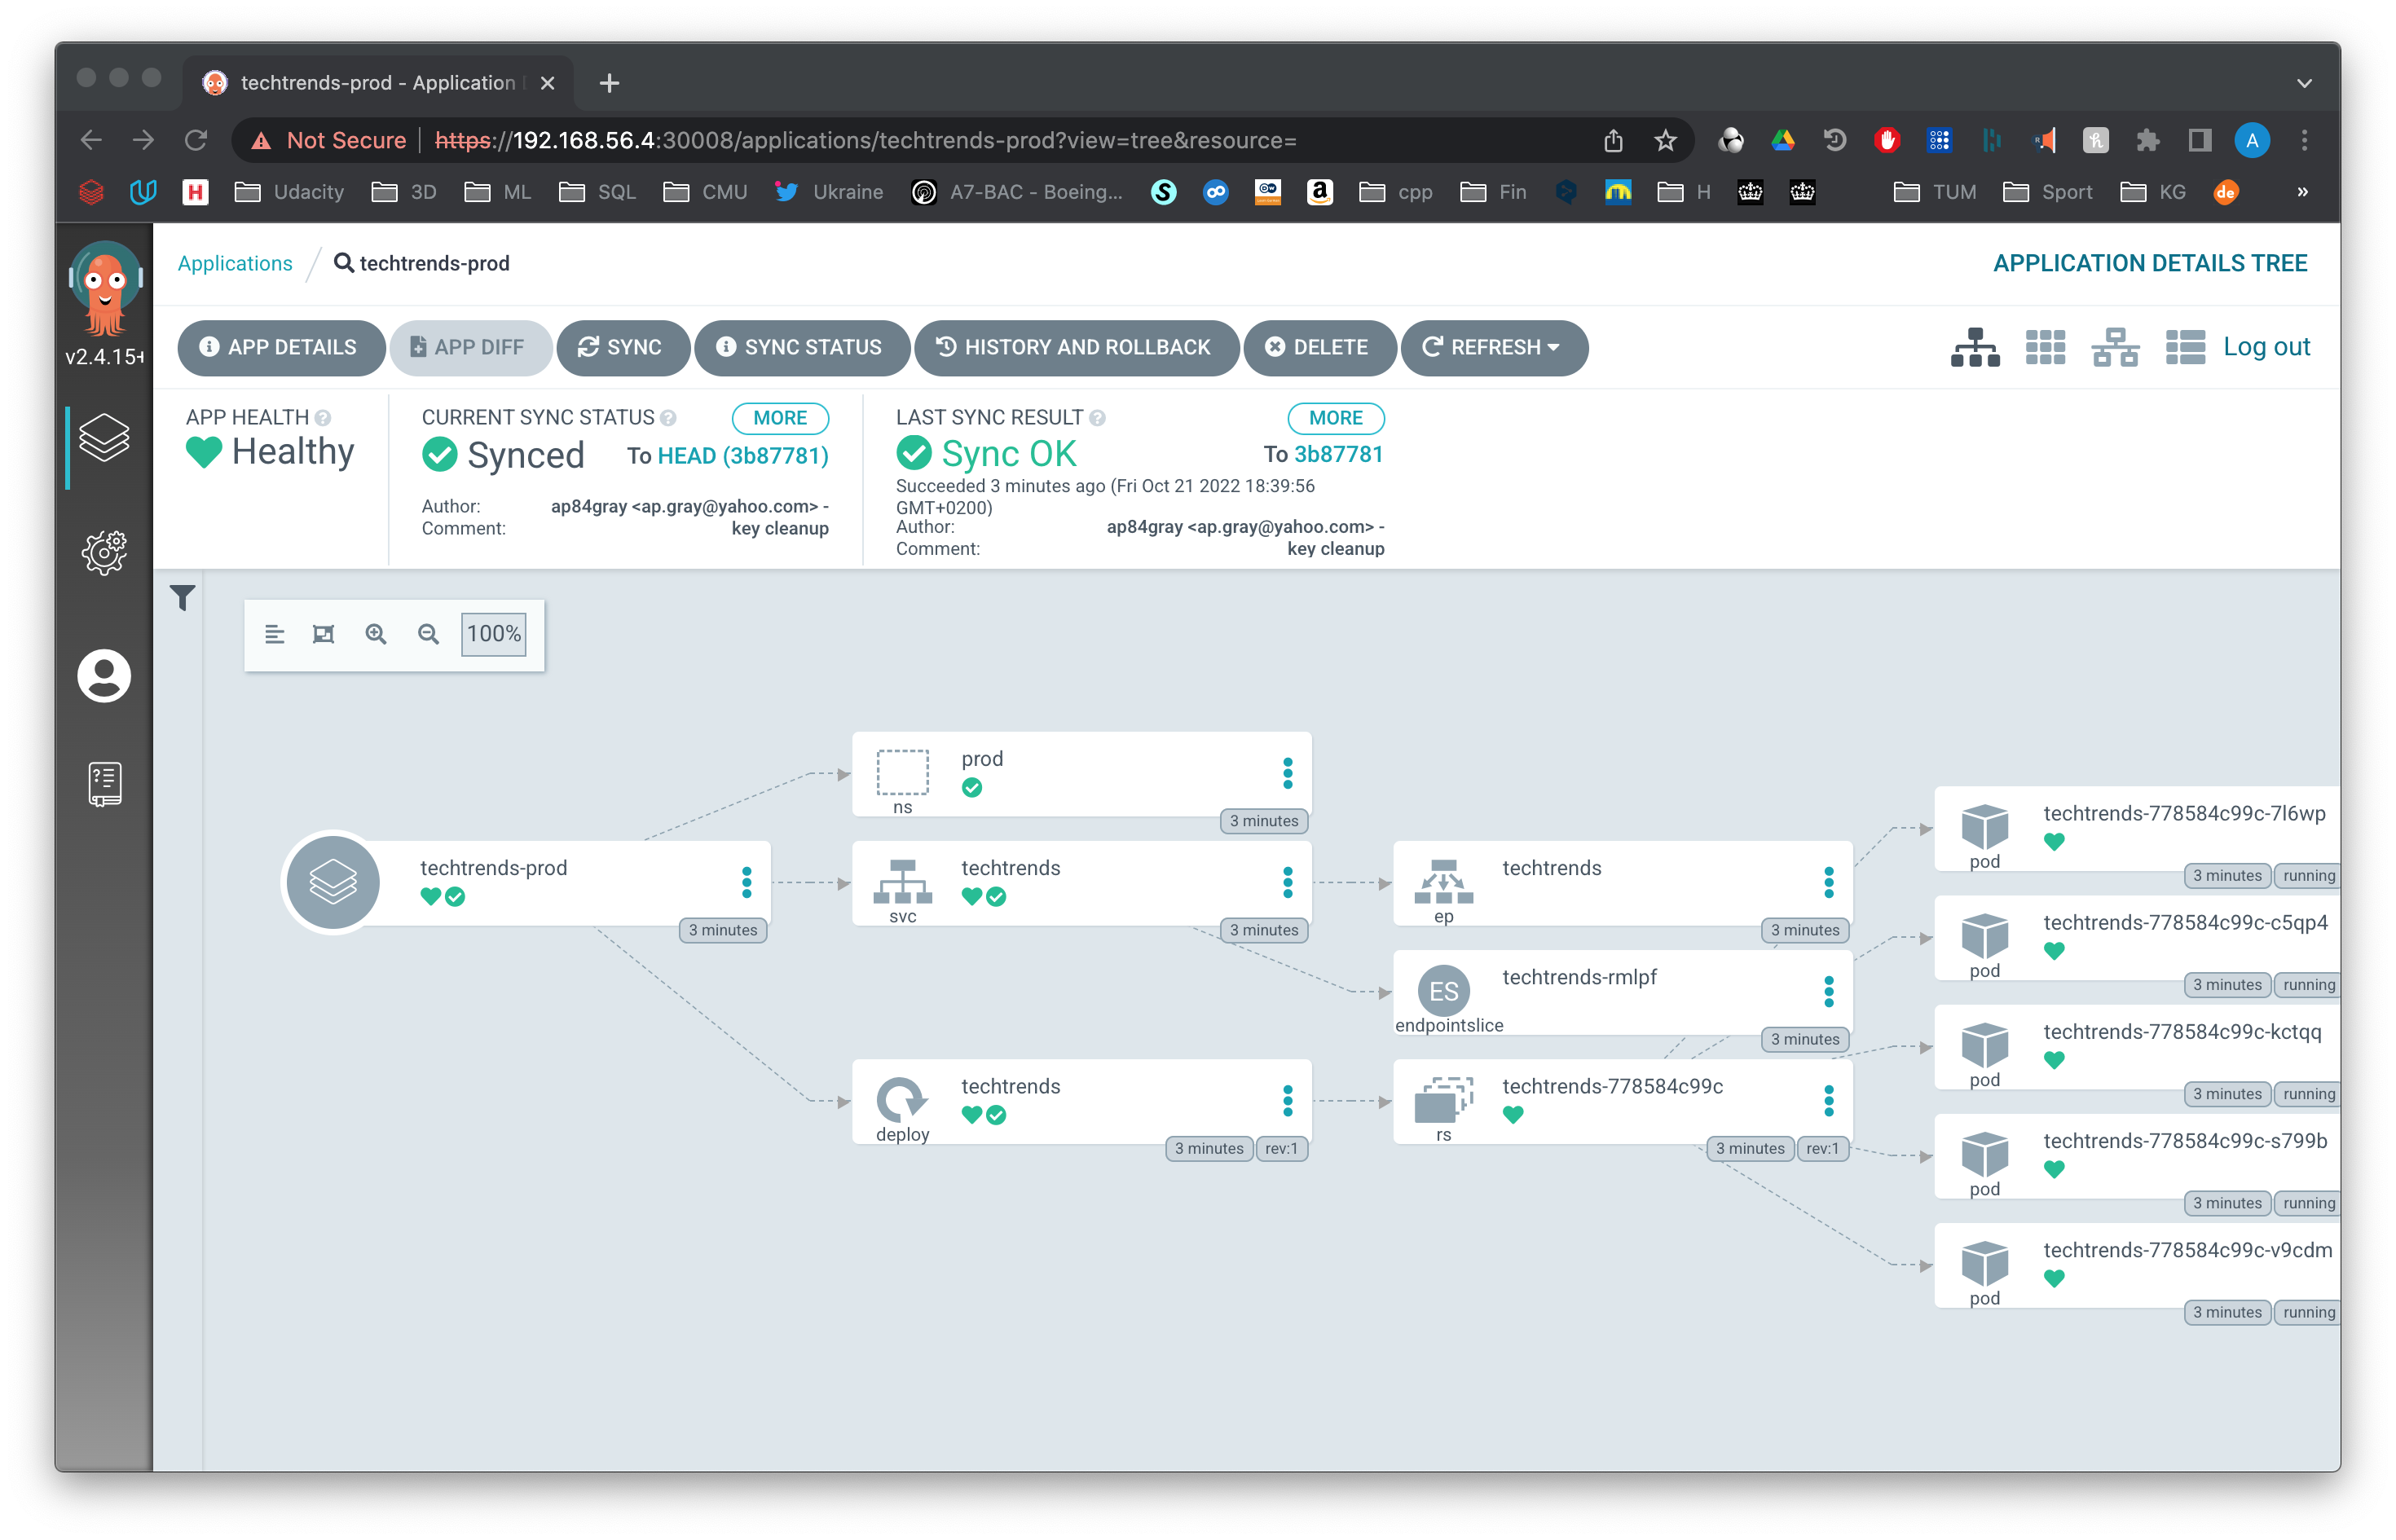 techtrends-prod - Application
Not Secure https://192.168.56.4:30008/applications/techtrends-prod?view=tree&resource=
A
H Udacity 3D ML SQL CMU Ukraine A7-BAC - Boeing... cpp Fin H TUM Sport KG de »
Applications / techtrends-prod
APPLICATION DETAILS TREE
v2.4.15+
APP DETAILS APP DIFF SYNC SYNC STATUS HISTORY AND ROLLBACK DELETE REFRESH Log out
APP HEALTH
Healthy
CURRENT SYNC STATUS MORE
Synced To HEAD (3b87781)
Author: ap84gray <ap.gray@yahoo.com> -
Comment: key cleanup
LAST SYNC RESULT MORE
Sync OK To 3b87781
Succeeded 3 minutes ago (Fri Oct 21 2022 18:39:56
GMT+0200)
Author: ap84gray <ap.gray@yahoo.com> -
Comment: key cleanup
100%
techtrends-prod
3 minutes
prod
ns
3 minutes
techtrends
svc
3 minutes
techtrends
deploy
3 minutes rev:1
techtrends
ep
3 minutes
ES techtrends-rmlpf
endpointslice
3 minutes
techtrends-778584c99c
rs
3 minutes rev:1
techtrends-778584c99c-7l6wp
pod
3 minutes running
techtrends-778584c99c-c5qp4
pod
3 minutes running
techtrends-778584c99c-kctqq
pod
3 minutes running
techtrends-778584c99c-s799b
pod
3 minutes running
techtrends-778584c99c-v9cdm
pod
3 minutes running